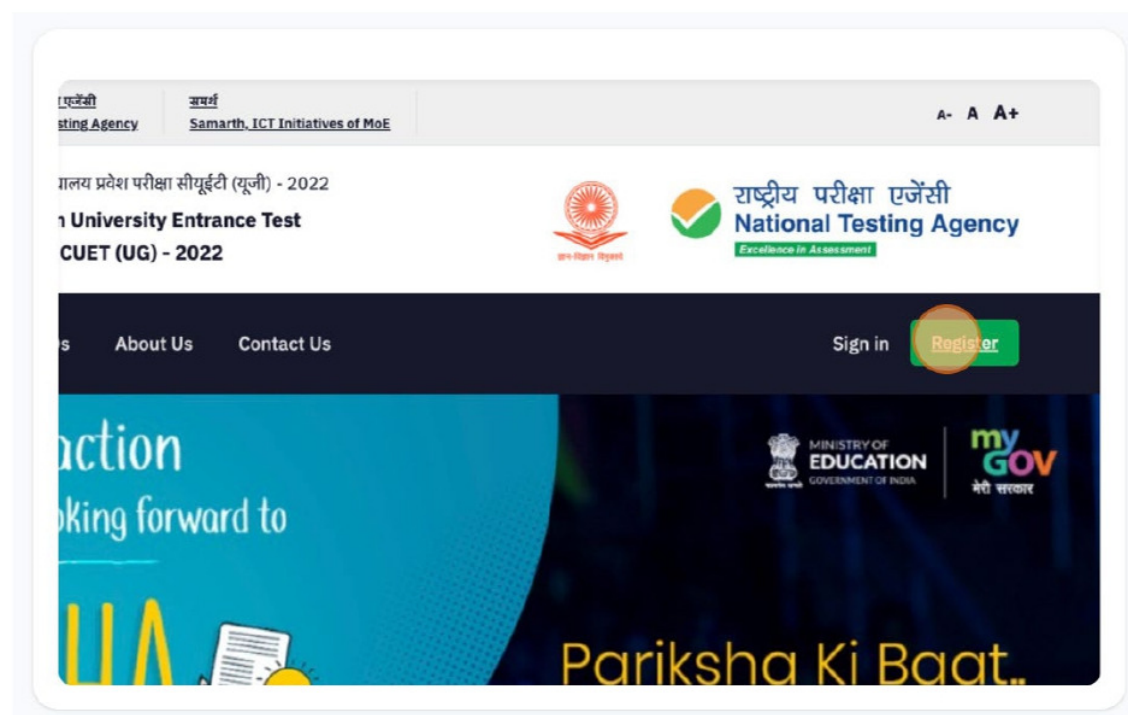 एजेंसी
sting Agency
समर्थ
Samarth, ICT Initiatives of MoE
A- A A+
यालय प्रवेश परीक्षा सीयूईटी (यूजी) - 2022
University Entrance Test
CUET (UG) - 2022
ज्ञान-विज्ञान विमुक्तये
राष्ट्रीय परीक्षा एजेंसी
National Testing Agency
Excellence in Assessment
About Us Contact Us Sign in Register
action
oking forward to
HA
MINISTRY OF
EDUCATION
GOVERNMENT OF INDIA
my
GOV
मेरी सरकार
Pariksha Ki Baat..